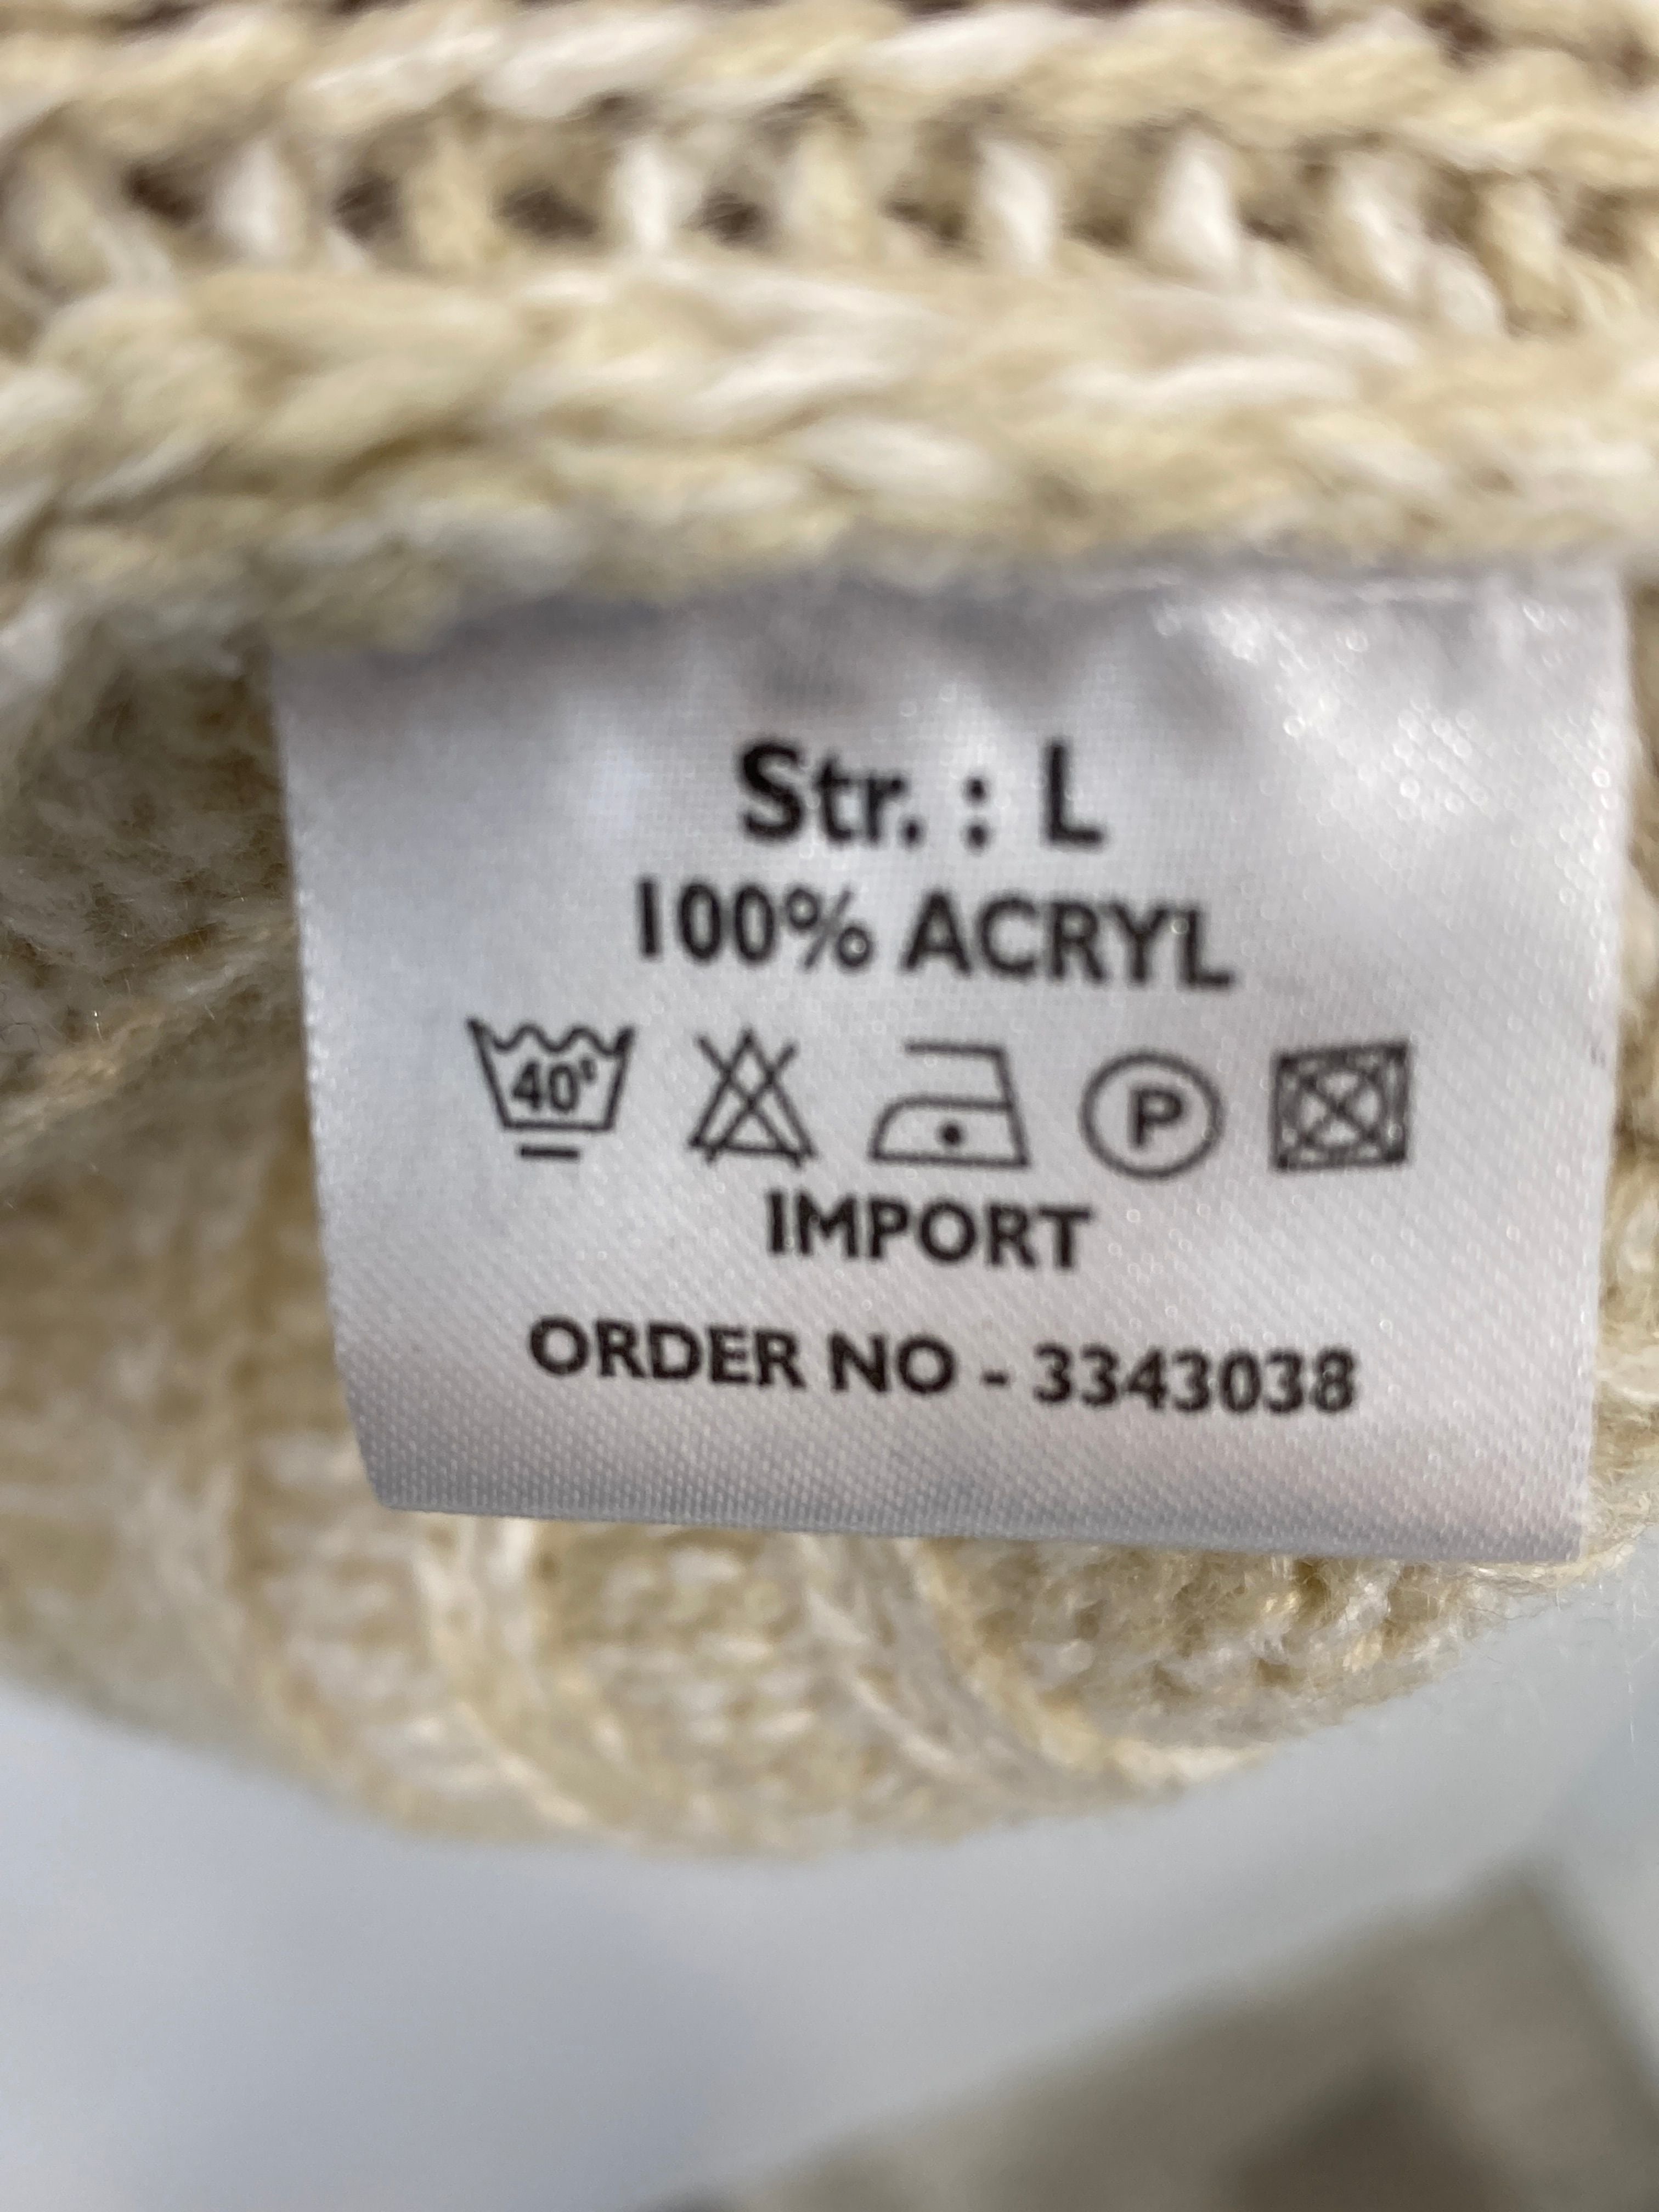 Str. : L
100% ACRYL
40° P
IMPORT
ORDER NO - 3343038